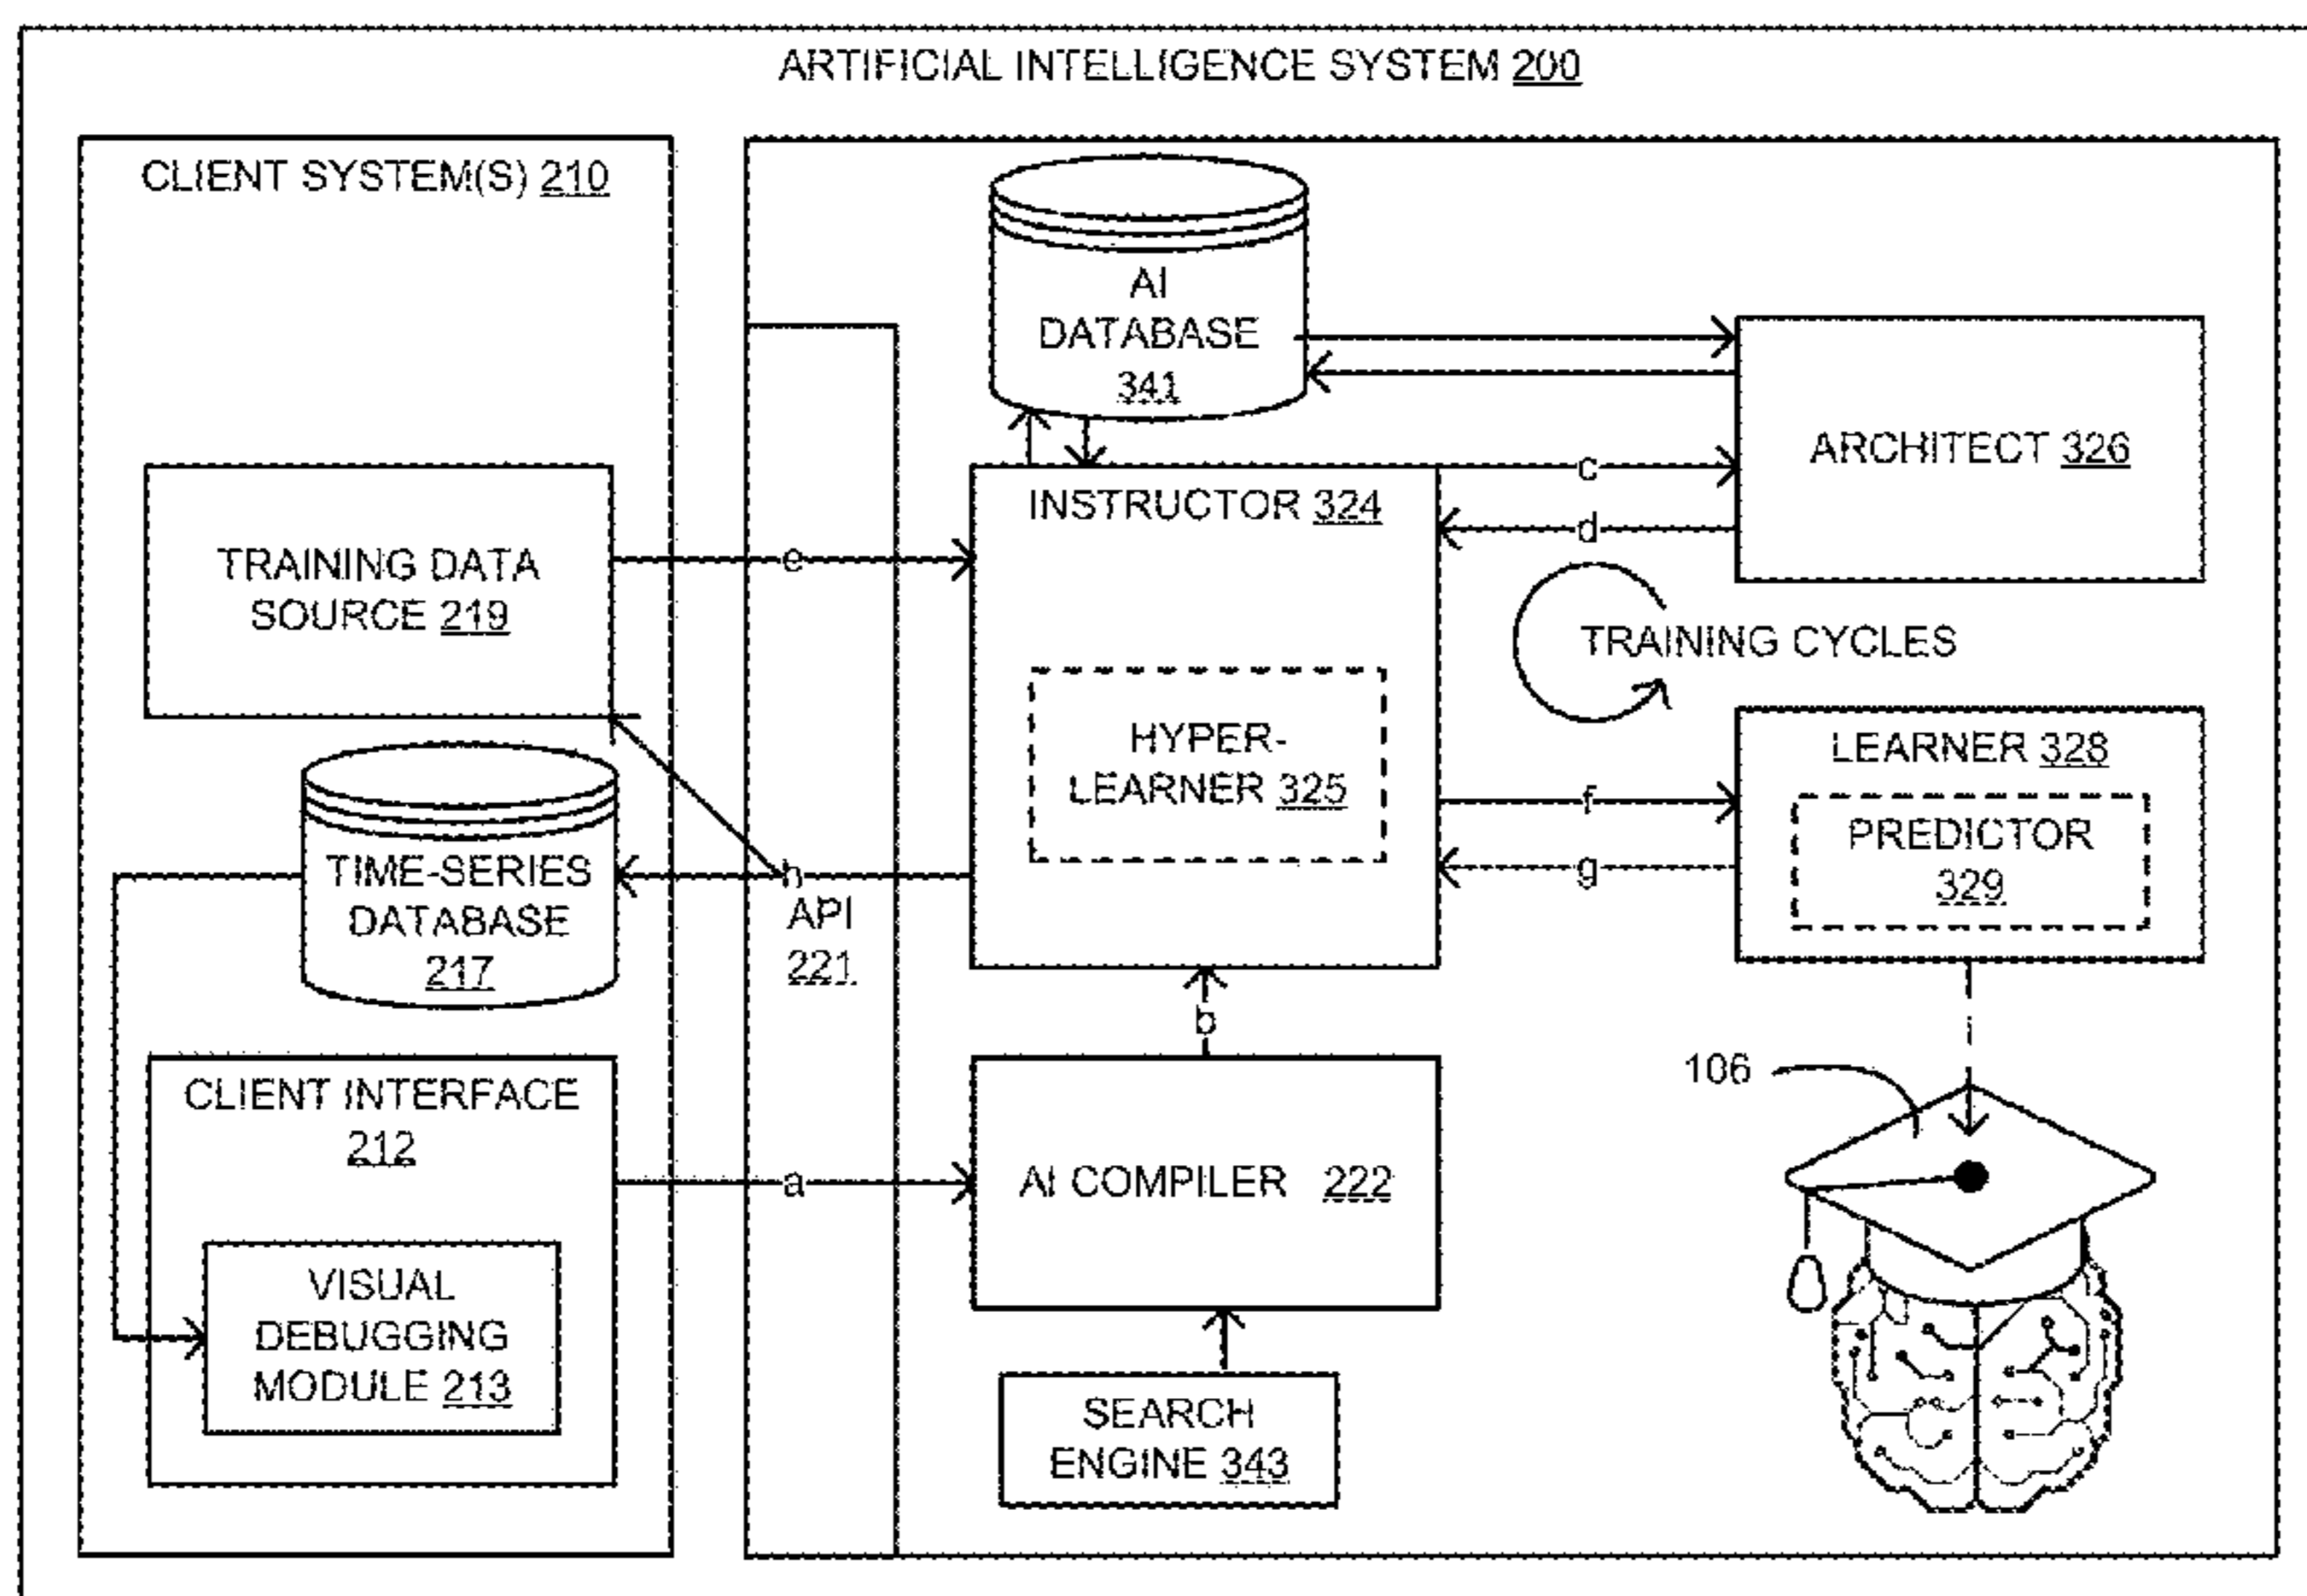 ARTIFICIAL INTELLIGENCE SYSTEM 200
CLIENT SYSTEM(S) 210
TRAINING DATA
SOURCE 219
TIME-SERIES
DATABASE
217
CLIENT INTERFACE
212
VISUAL
DEBUGGING
MODULE 213
e
h
API
221
a
AI
DATABASE
341
INSTRUCTOR 324
HYPER-
LEARNER 325
b
AI COMPILER 222
SEARCH
ENGINE 343
c
d
ARCHITECT 326
TRAINING CYCLES
f
g
LEARNER 328
PREDICTOR
329
i
106